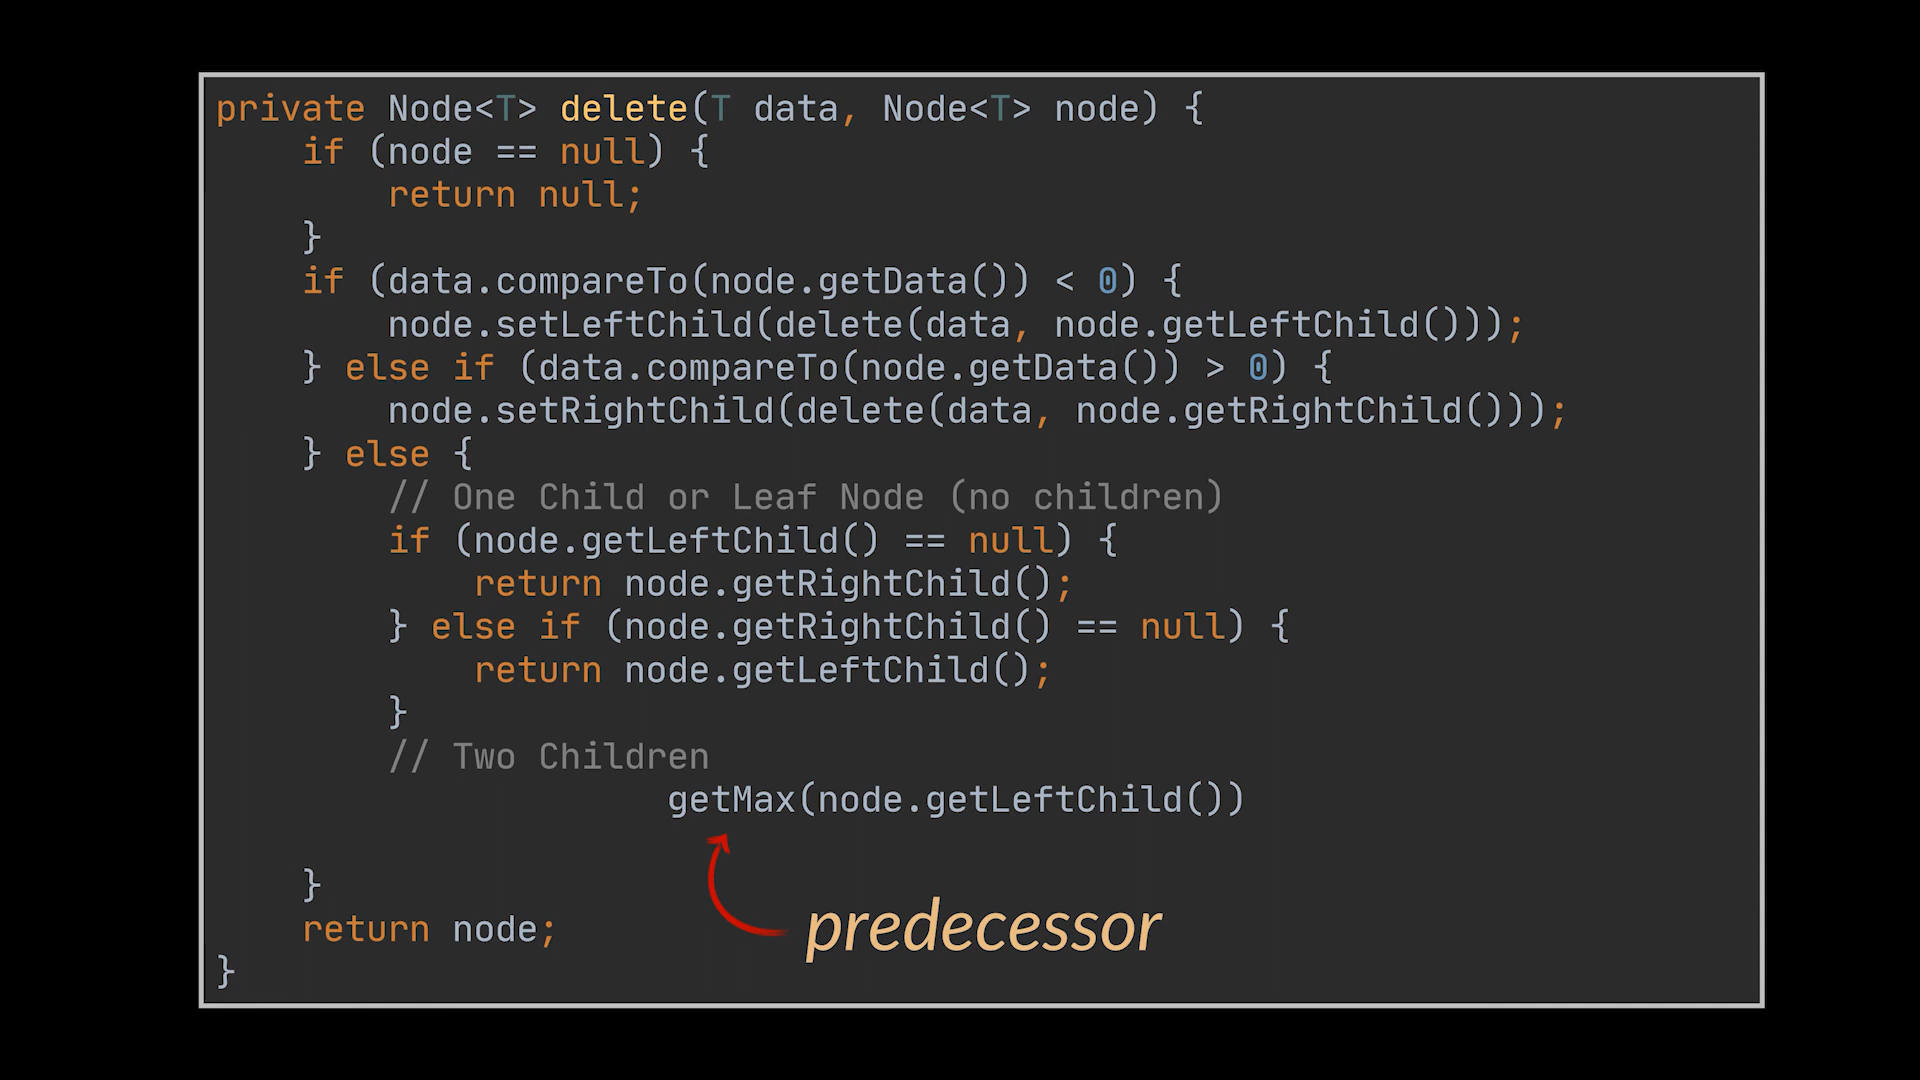 private Node<T> delete(T data, Node<T> node) {
    if (node == null) {
        return null;
    }
    if (data.compareTo(node.getData()) < 0) {
        node.setLeftChild(delete(data, node.getLeftChild()));
    } else if (data.compareTo(node.getData()) > 0) {
        node.setRightChild(delete(data, node.getRightChild()));
    } else {
        // One Child or Leaf Node (no children)
        if (node.getLeftChild() == null) {
            return node.getRightChild();
        } else if (node.getRightChild() == null) {
            return node.getLeftChild();
        }
        // Two Children
                     getMax(node.getLeftChild())
    }
    return node;
predecessor
}